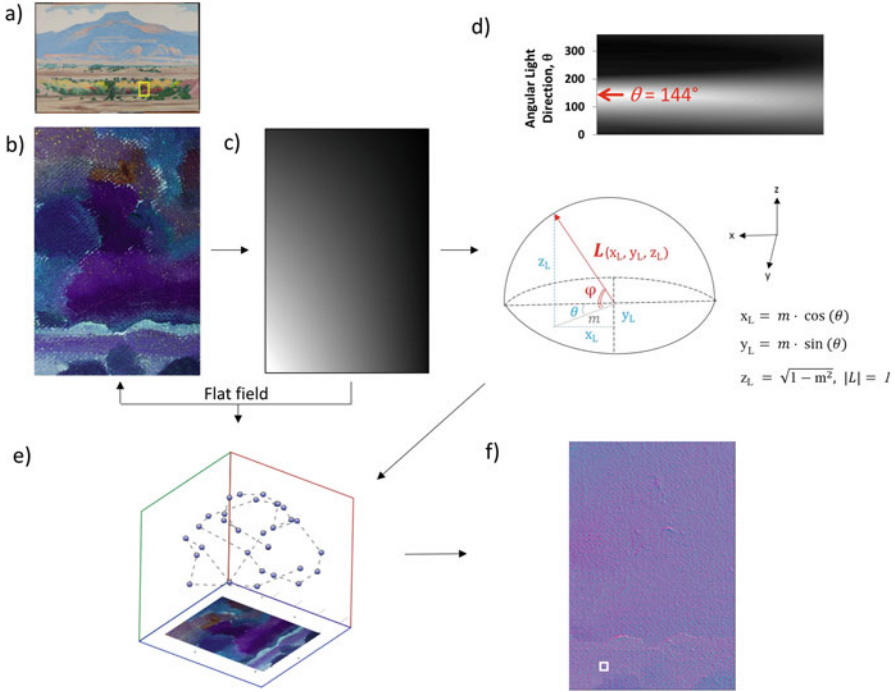 a)
b)
c)
d)
Angular Light
Direction, θ
300
200
100
0
θ = 144°
L(xL, yL, zL)
zL
φ
θ
m
yL
xL
z
x
y
xL = m · cos (θ)
yL = m · sin (θ)
zL = √1 − m², |L| = 1
Flat field
e)
f)